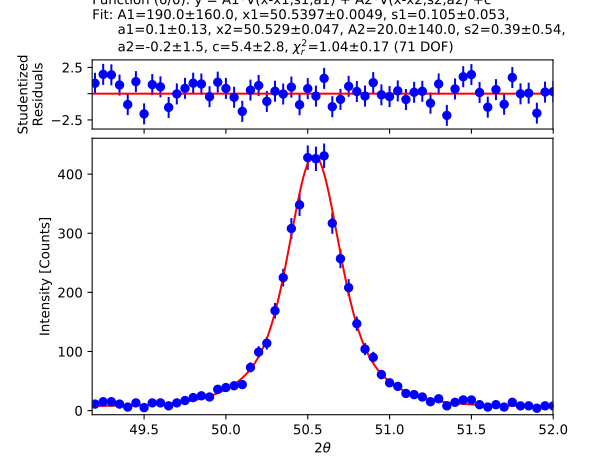 Function (0/0): y = A1*V(x-x1,s1,a1) + A2*V(x-x2,s2,a2) +c
Fit: A1=190.0±160.0, x1=50.5397±0.0049, s1=0.105±0.053,
a1=0.1±0.13, x2=50.529±0.047, A2=20.0±140.0, s2=0.39±0.54,
a2=-0.2±1.5, c=5.4±2.8, χr²=1.04±0.17 (71 DOF)
2.5
−2.5
Studentized
Residuals
400
300
200
100
0
Intensity [Counts]
49.5 50.0 50.5 51.0 51.5 52.0
2θ